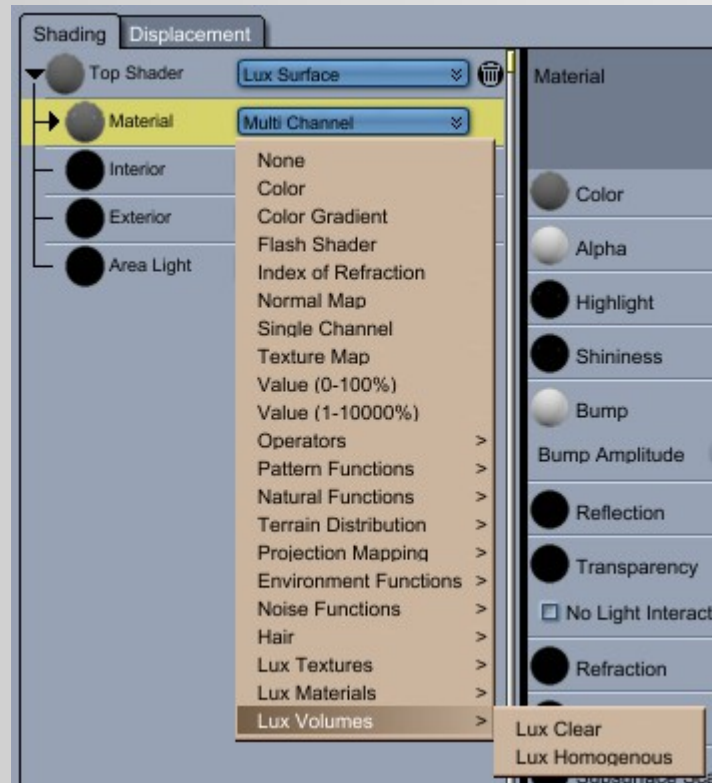 Shading Displacement
Top Shader Lux Surface
Material Multi Channel
Interior
Exterior
Area Light
None
Color
Color Gradient
Flash Shader
Index of Refraction
Normal Map
Single Channel
Texture Map
Value (0-100%)
Value (1-10000%)
Operators >
Pattern Functions >
Natural Functions >
Terrain Distribution >
Projection Mapping >
Environment Functions >
Noise Functions >
Hair >
Lux Textures >
Lux Materials >
Lux Volumes >
Lux Clear
Lux Homogenous
Material
Color
Alpha
Highlight
Shininess
Bump
Bump Amplitude
Reflection
Transparency
No Light Interact
Refraction